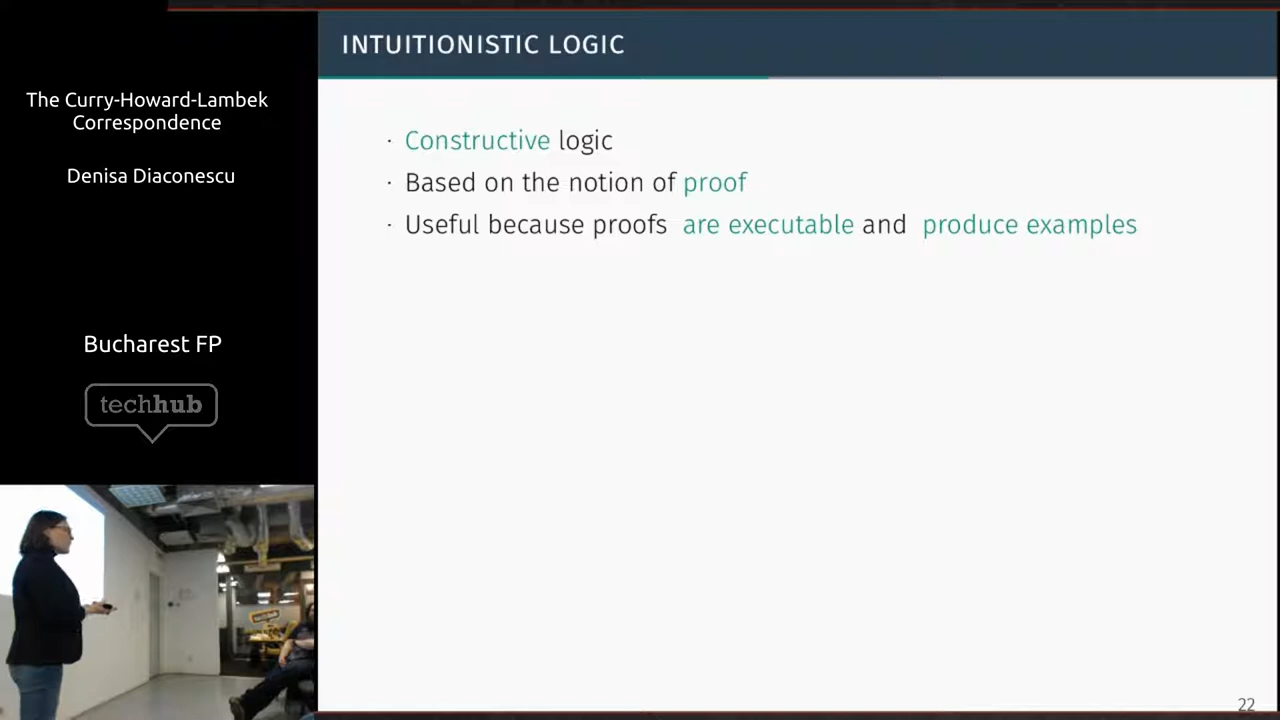 The Curry-Howard-Lambek
Correspondence
Denisa Diaconescu
Bucharest FP
techhub
INTUITIONISTIC LOGIC
· Constructive logic
· Based on the notion of proof
· Useful because proofs are executable and produce examples
22